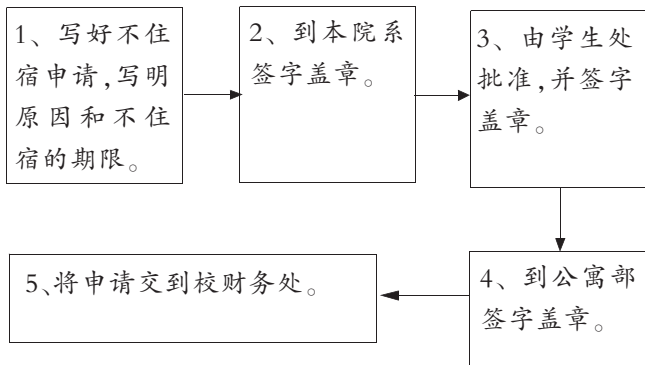 1、写好不住
宿申请,写明
原因和不住
宿的期限。
2、到本院系
签字盖章。
3、由学生处
批准,并签字
盖章。
4、到公寓部
签字盖章。
5、将申请交到校财务处。